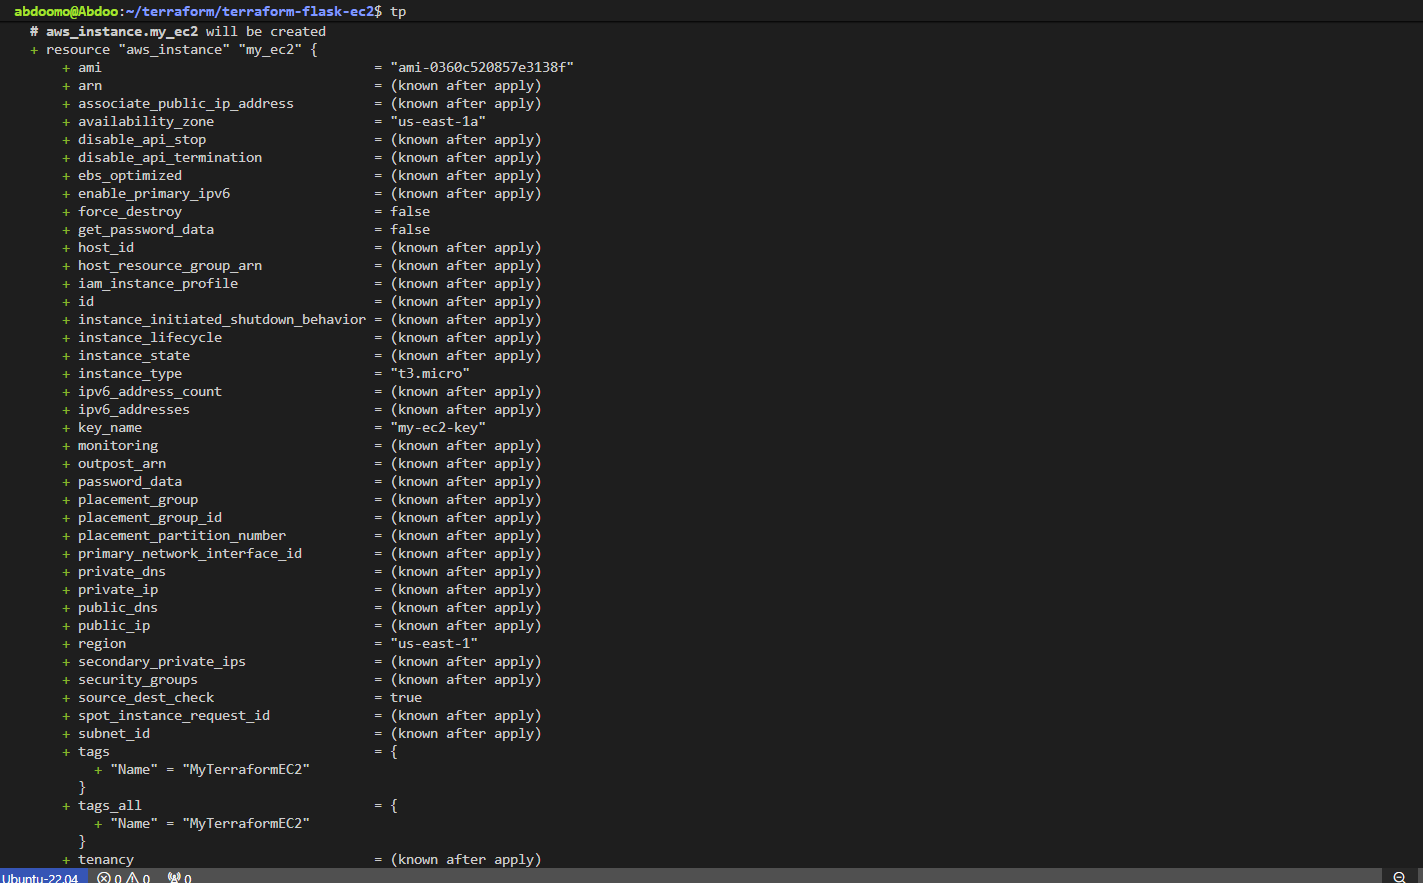 abdoomo@Abdoo:~/terraform/terraform-flask-ec2$ tp
# aws_instance.my_ec2 will be created
+ resource "aws_instance" "my_ec2" {
+ ami = "ami-0360c520857e3138f"
+ arn = (known after apply)
+ associate_public_ip_address = (known after apply)
+ availability_zone = "us-east-1a"
+ disable_api_stop = (known after apply)
+ disable_api_termination = (known after apply)
+ ebs_optimized = (known after apply)
+ enable_primary_ipv6 = (known after apply)
+ force_destroy = false
+ get_password_data = false
+ host_id = (known after apply)
+ host_resource_group_arn = (known after apply)
+ iam_instance_profile = (known after apply)
+ id = (known after apply)
+ instance_initiated_shutdown_behavior = (known after apply)
+ instance_lifecycle = (known after apply)
+ instance_state = (known after apply)
+ instance_type = "t3.micro"
+ ipv6_address_count = (known after apply)
+ ipv6_addresses = (known after apply)
+ key_name = "my-ec2-key"
+ monitoring = (known after apply)
+ outpost_arn = (known after apply)
+ password_data = (known after apply)
+ placement_group = (known after apply)
+ placement_group_id = (known after apply)
+ placement_partition_number = (known after apply)
+ primary_network_interface_id = (known after apply)
+ private_dns = (known after apply)
+ private_ip = (known after apply)
+ public_dns = (known after apply)
+ public_ip = (known after apply)
+ region = "us-east-1"
+ secondary_private_ips = (known after apply)
+ security_groups = (known after apply)
+ source_dest_check = true
+ spot_instance_request_id = (known after apply)
+ subnet_id = (known after apply)
+ tags = {
+ "Name" = "MyTerraformEC2"
}
+ tags_all = {
+ "Name" = "MyTerraformEC2"
}
+ tenancy = (known after apply)
Ubuntu-22.04 0 0 0